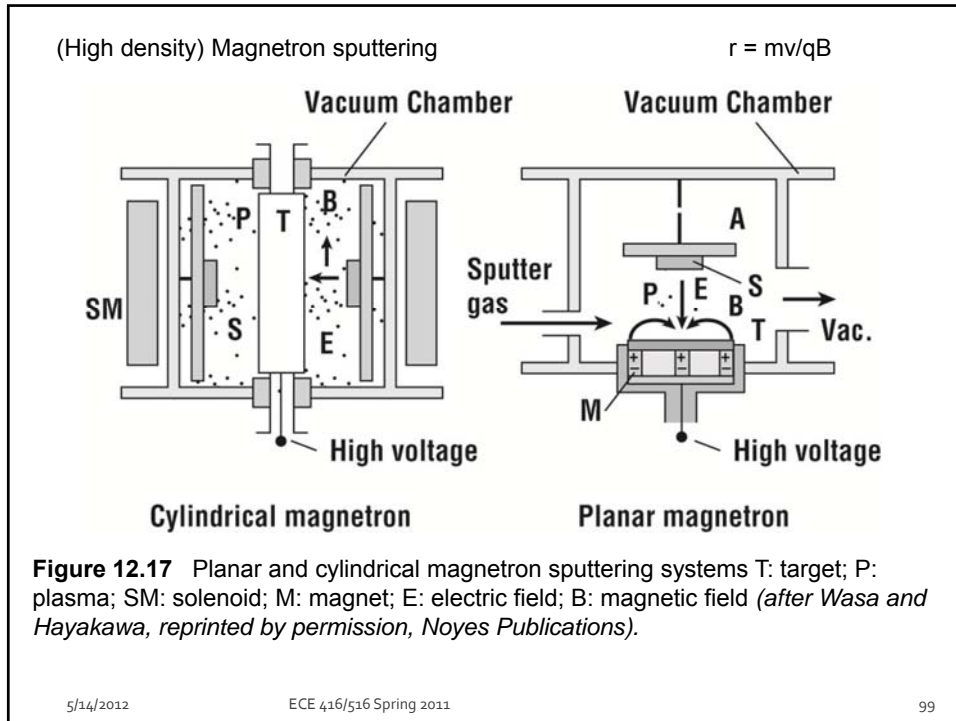 (High density) Magnetron sputtering
r = mv/qB
Vacuum Chamber
P
T
B
SM
S
E
High voltage
Cylindrical magnetron
Vacuum Chamber
A
Sputter
gas
S
P
E
B
T
Vac.
+
−
+
−
+
−
M
High voltage
Planar magnetron
Figure 12.17 Planar and cylindrical magnetron sputtering systems T: target; P:
plasma; SM: solenoid; M: magnet; E: electric field; B: magnetic field (after Wasa and
Hayakawa, reprinted by permission, Noyes Publications).
5/14/2012
ECE 416/516 Spring 2011
99